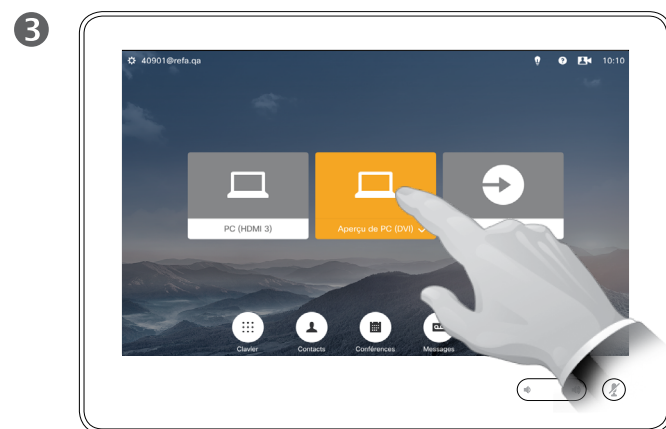 3
40901@refa.qa
10:10
PC (HDMI 3)
Aperçu de PC (DVI)
Clavier
Contacts
Conférences
Messages